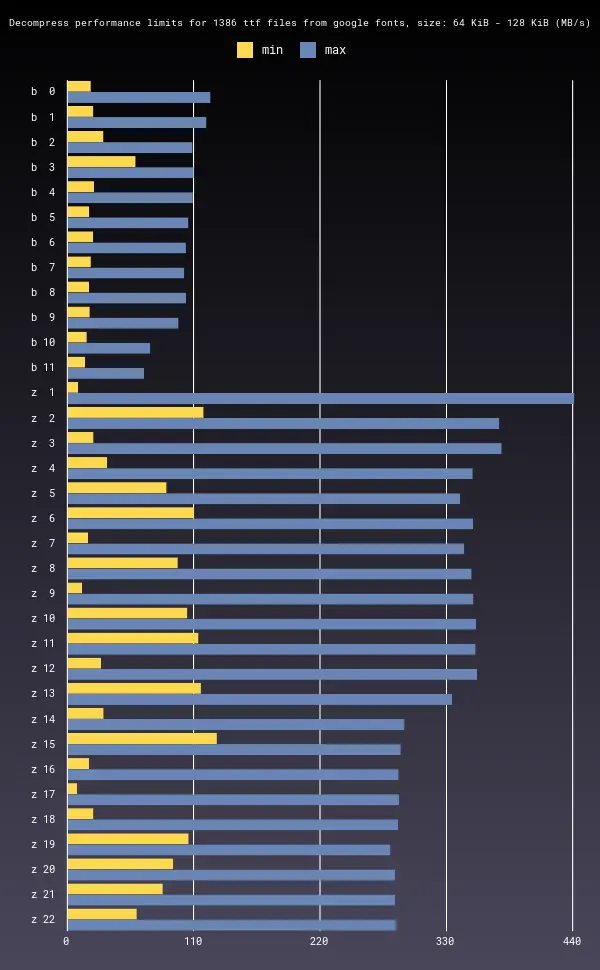 Decompress performance limits for 1386 ttf files from google fonts, size: 64 KiB - 128 KiB (MB/s)
min max
b 0
b 1
b 2
b 3
b 4
b 5
b 6
b 7
b 8
b 9
b 10
b 11
z 1
z 2
z 3
z 4
z 5
z 6
z 7
z 8
z 9
z 10
z 11
z 12
z 13
z 14
z 15
z 16
z 17
z 18
z 19
z 20
z 21
z 22
0 110 220 330 440